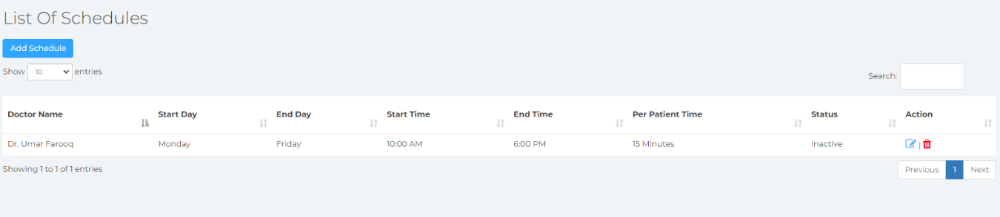 List Of Schedules
Add Schedule
Show 10 entries
Search:
Doctor Name Start Day End Day Start Time End Time Per Patient Time Status Action
Dr. Umar Farooq Monday Friday 10:00 AM 6:00 PM 15 Minutes Inactive |
Showing 1 to 1 of 1 entries
Previous 1 Next